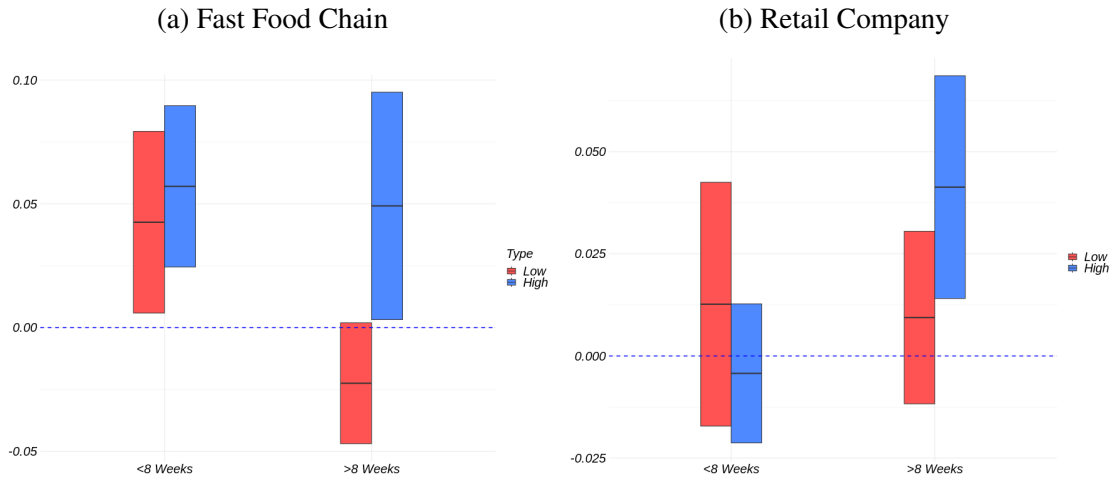 (a) Fast Food Chain
0.10
0.05
0.00
-0.05
<8 Weeks
>8 Weeks
Type
Low
High
(b) Retail Company
0.050
0.025
0.000
-0.025
<8 Weeks
>8 Weeks
Low
High